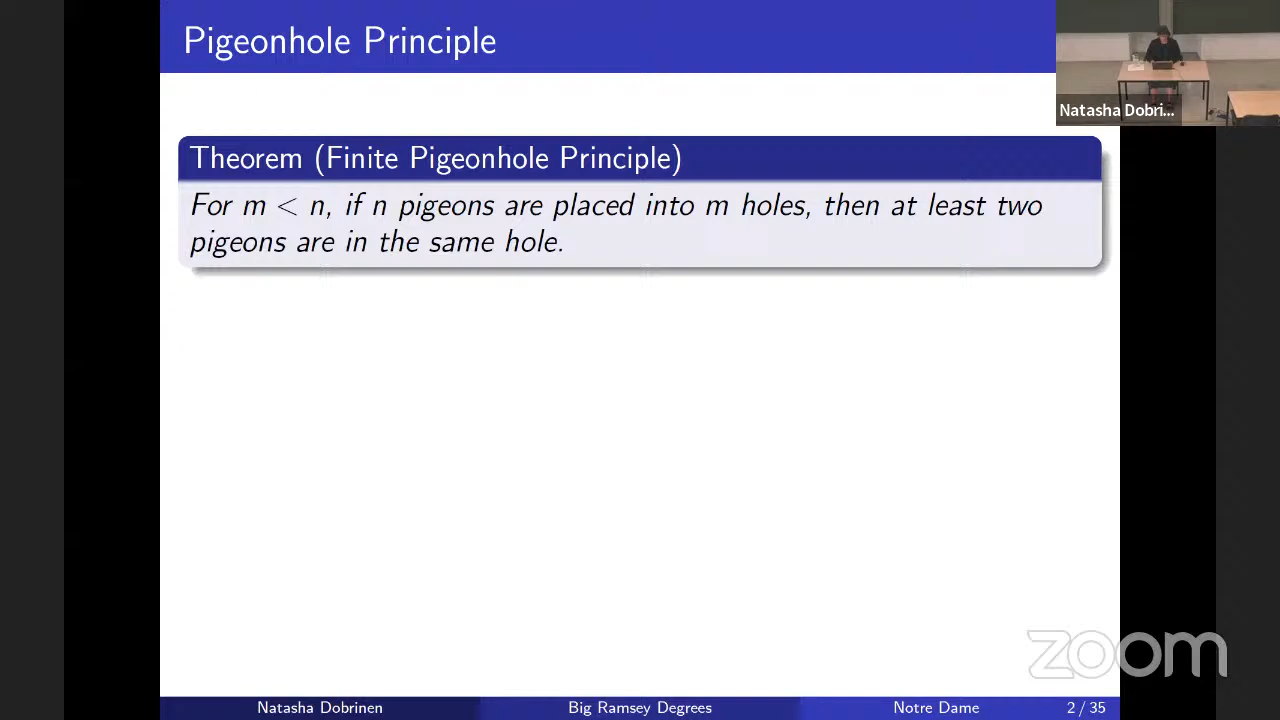 Pigeonhole Principle
Natasha Dobri...
Theorem (Finite Pigeonhole Principle)
For m < n, if n pigeons are placed into m holes, then at least two
pigeons are in the same hole.
zoom
Natasha Dobrinen
Big Ramsey Degrees
Notre Dame
2 / 35